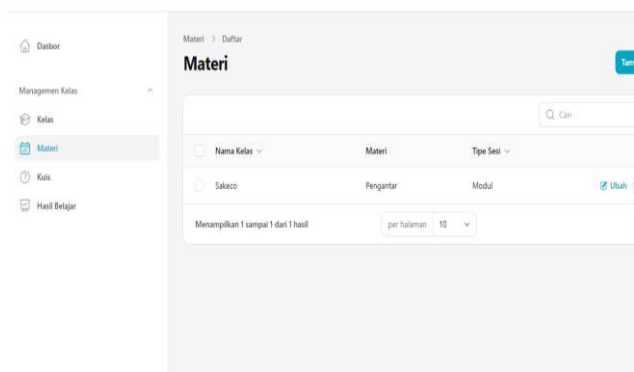 Dasbor
Managemen Kelas
Kelas
Materi
Kuis
Hasil Belajar
Materi > Daftar
Materi
Tam
Cari
Nama Kelas Materi Tipe Sesi
Sakeco Pengantar Modul Ubah
Menampilkan 1 sampai 1 dari 1 hasil per halaman 10